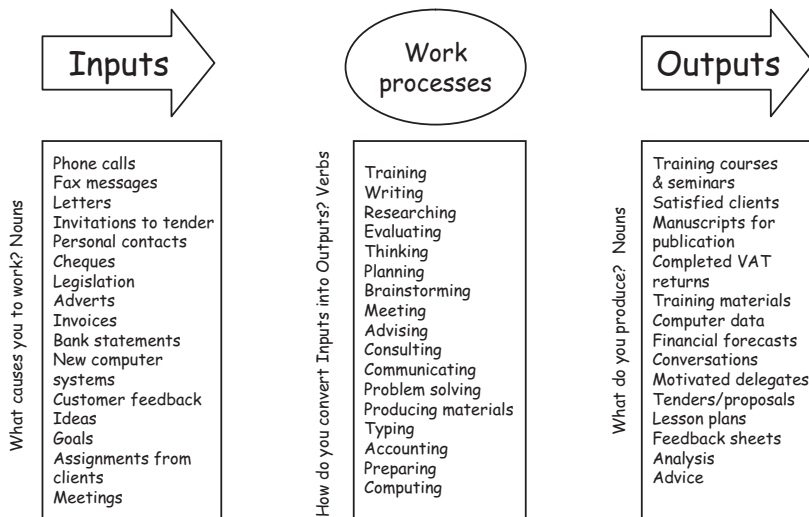 Inputs
Work
processes
Outputs
What causes you to work? Nouns
Phone calls
Fax messages
Letters
Invitations to tender
Personal contacts
Cheques
Legislation
Adverts
Invoices
Bank statements
New computer
systems
Customer feedback
Ideas
Goals
Assignments from
clients
Meetings
How do you convert Inputs into Outputs? Verbs
Training
Writing
Researching
Evaluating
Thinking
Planning
Brainstorming
Meeting
Advising
Consulting
Communicating
Problem solving
Producing materials
Typing
Accounting
Preparing
Computing
What do you produce? Nouns
Training courses
& seminars
Satisfied clients
Manuscripts for
publication
Completed VAT
returns
Training materials
Computer data
Financial forecasts
Conversations
Motivated delegates
Tenders/proposals
Lesson plans
Feedback sheets
Analysis
Advice